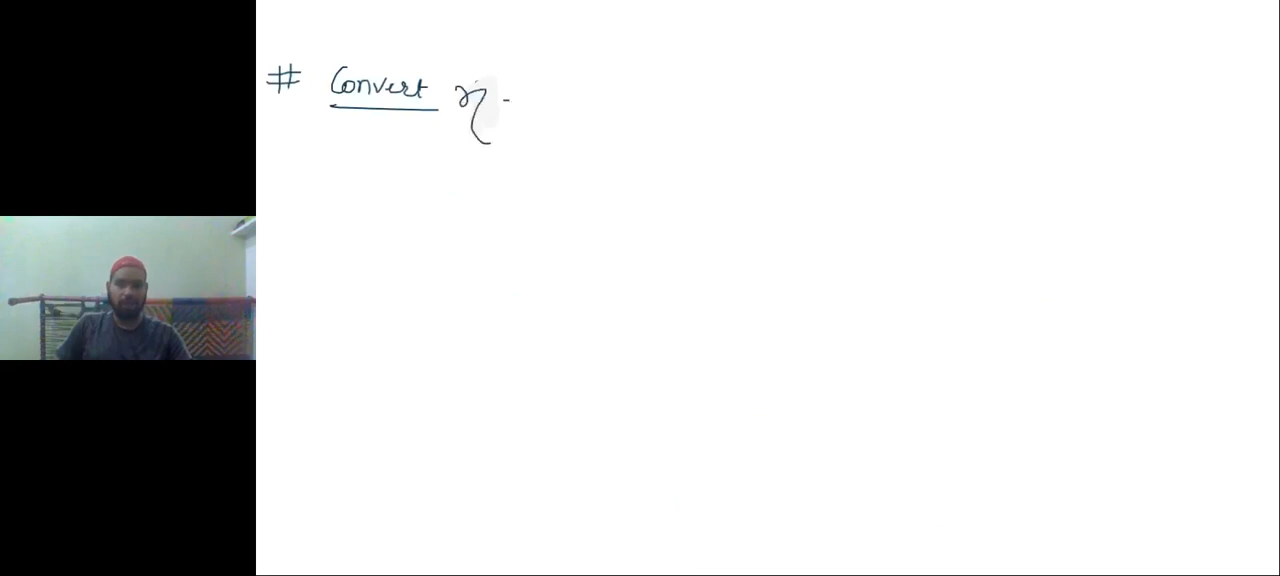 # Convert η -